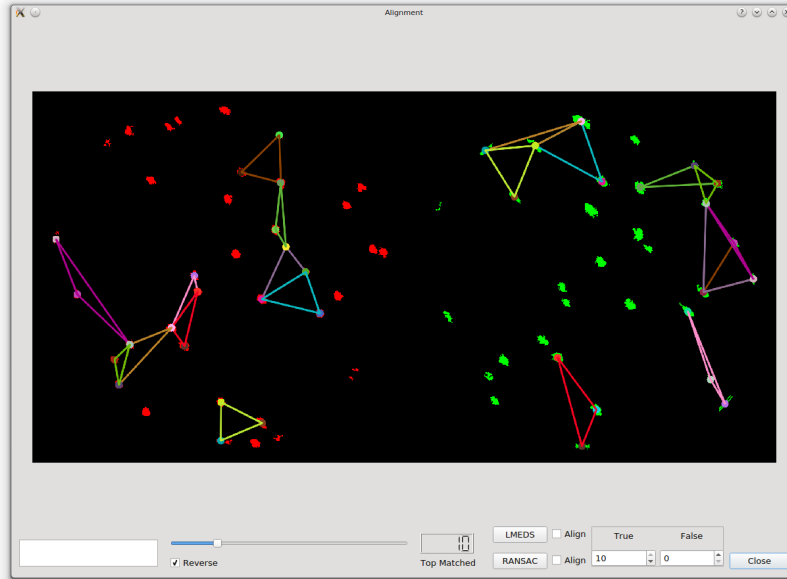 Alignment
10
Top Matched
Reverse
LMEDS
Align
RANSAC
Align
True
False
10
0
Close